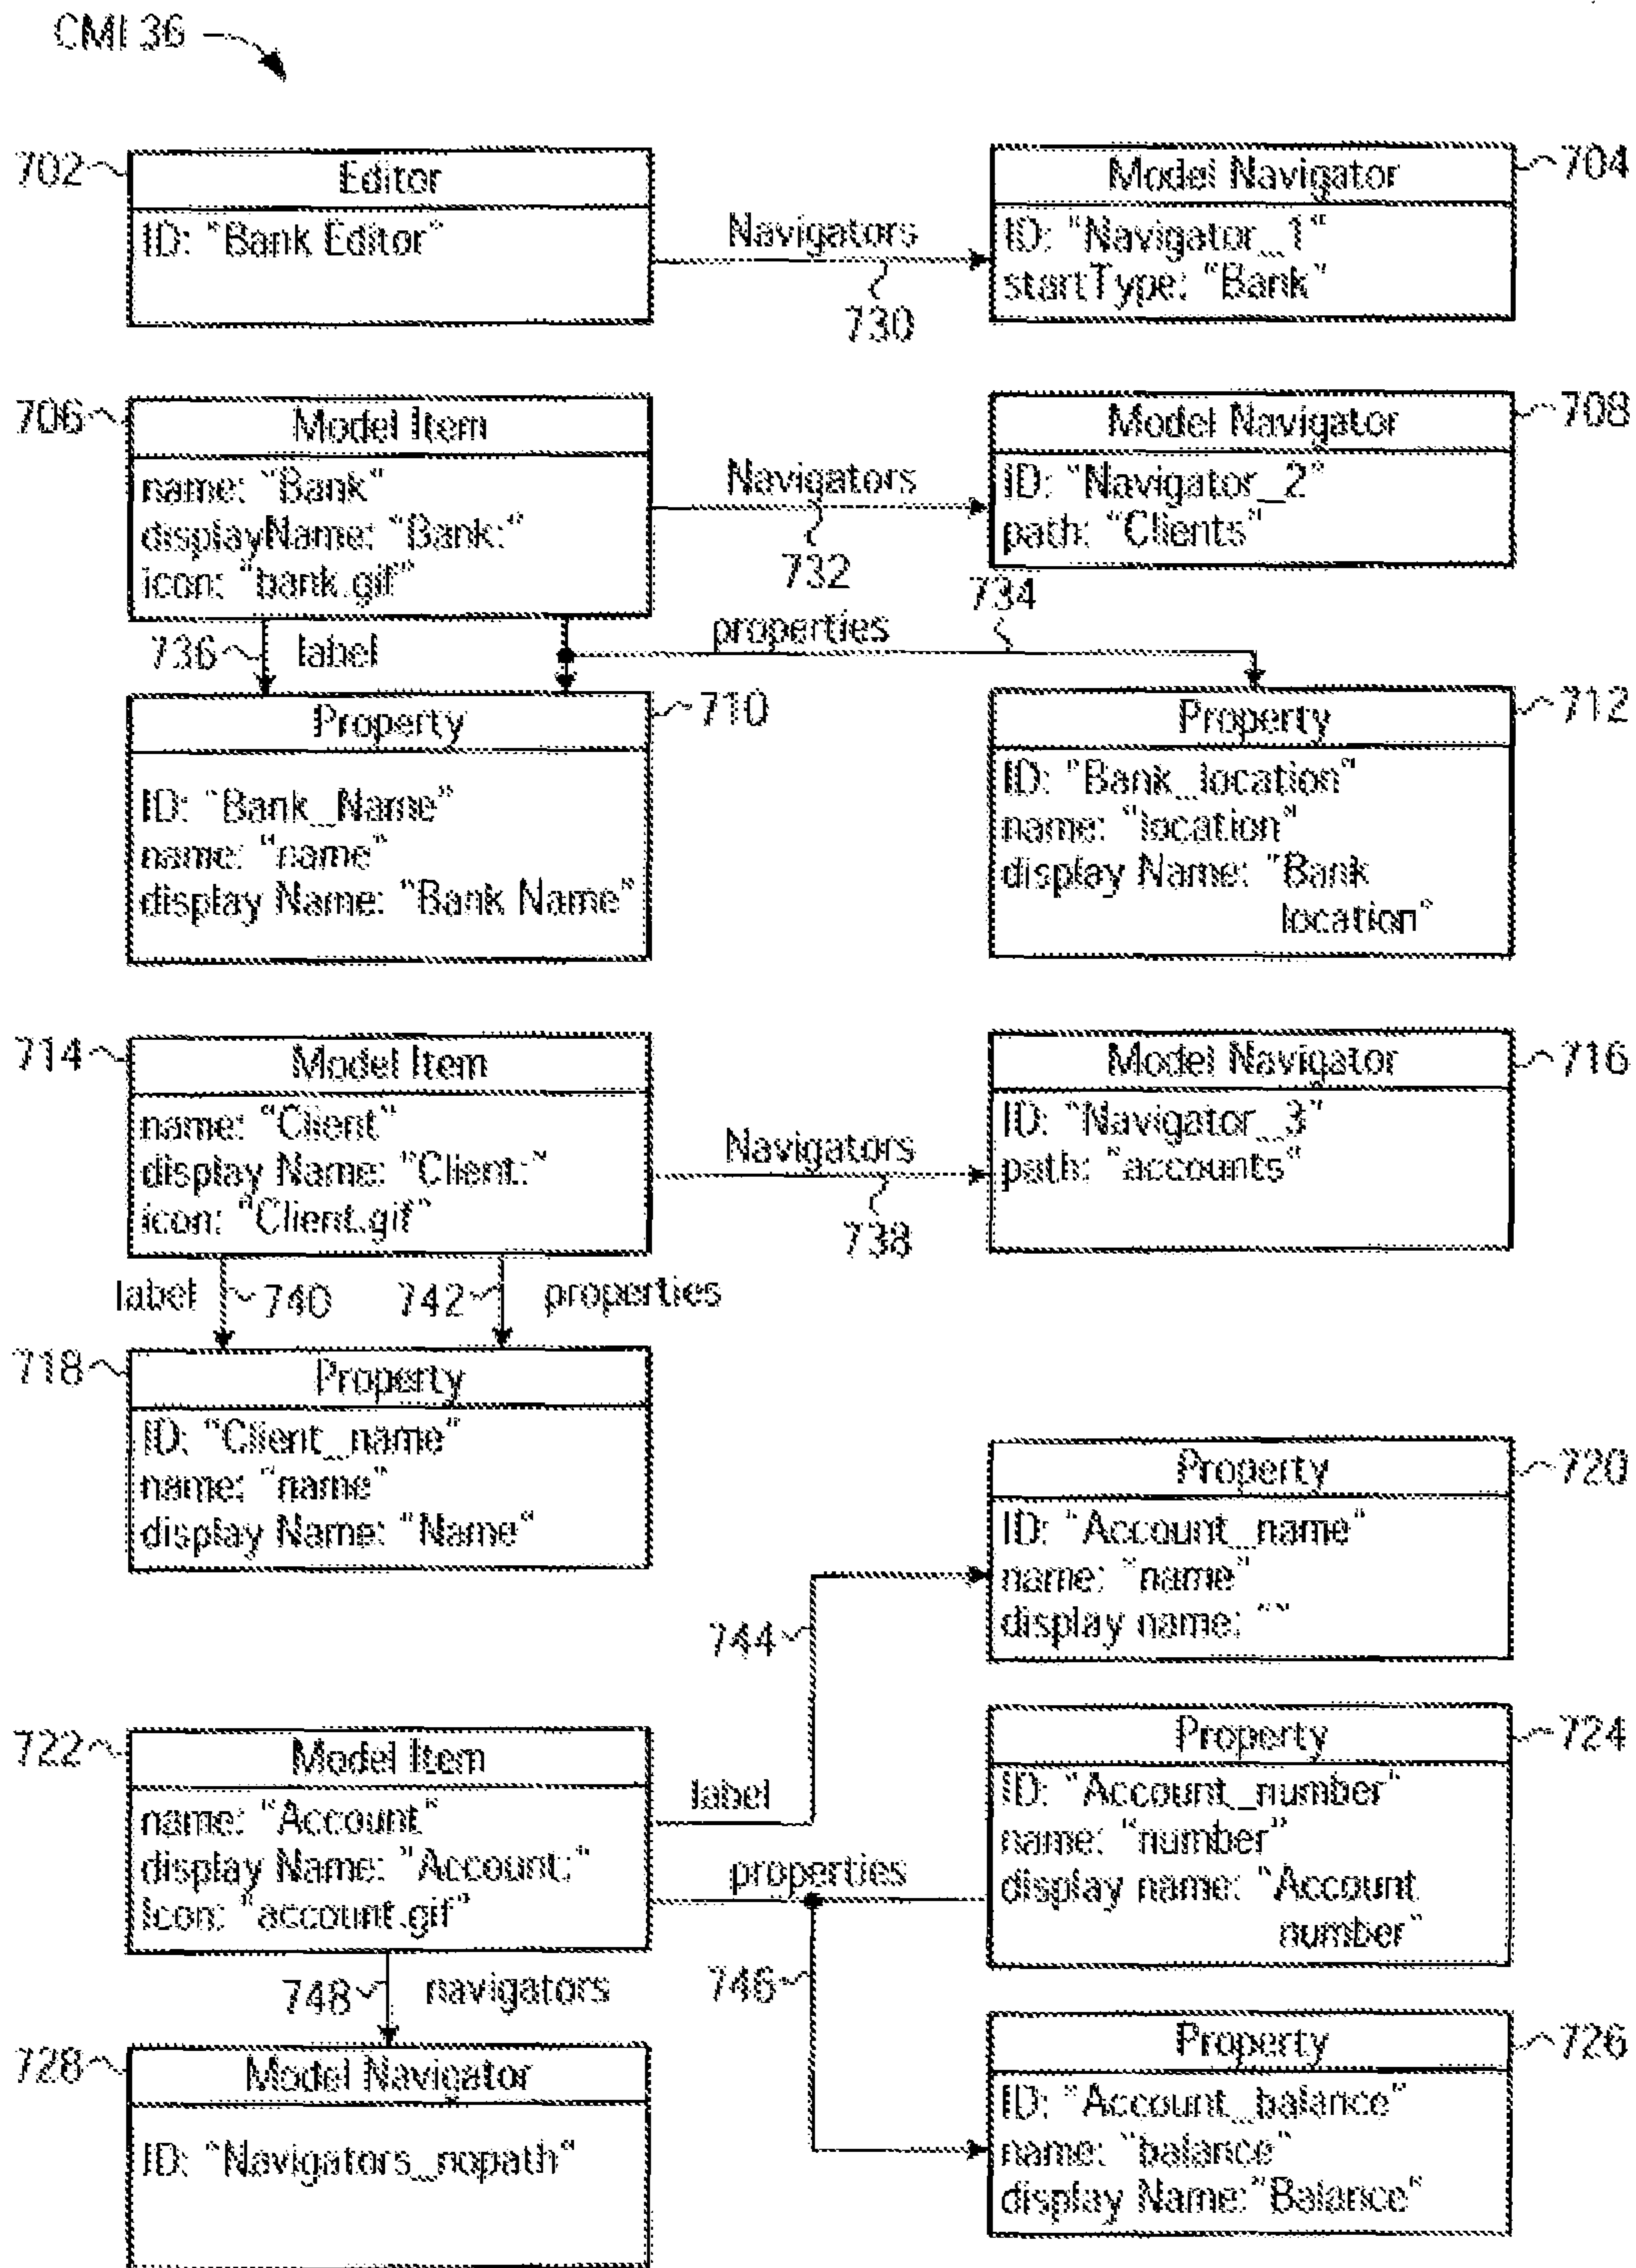 CMI 36
702
Editor
ID: "Bank Editor"
Navigators
730
704
Model Navigator
ID: "Navigator_1"
startType: "Bank"
706
Model Item
name: "Bank"
displayName: "Bank:"
icon: "bank.gif"
Navigators
732
708
Model Navigator
ID: "Navigator_2"
path: "Clients"
736
label
properties
734
710
Property
ID: "Bank_Name"
name: "name"
display Name: "Bank Name"
712
Property
ID: "Bank_location"
name: "location"
display Name: "Bank
location"
714
Model Item
name: "Client"
display Name: "Client:"
icon: "Client.gif"
Navigators
738
716
Model Navigator
ID: "Navigator_3"
path: "accounts"
label
740
742
properties
718
Property
ID: "Client_name"
name: "name"
display Name: "Name"
720
Property
ID: "Account_name"
name: "name"
display name: ""
744
722
Model Item
name: "Account"
display Name: "Account:"
Icon: "account.gif"
label
properties
724
Property
ID: "Account_number"
name: "number"
display name: "Account
number"
746
748
navigators
728
Model Navigator
ID: "Navigators_nopath"
726
Property
ID: "Account_balance"
name: "balance"
display Name:"Balance"